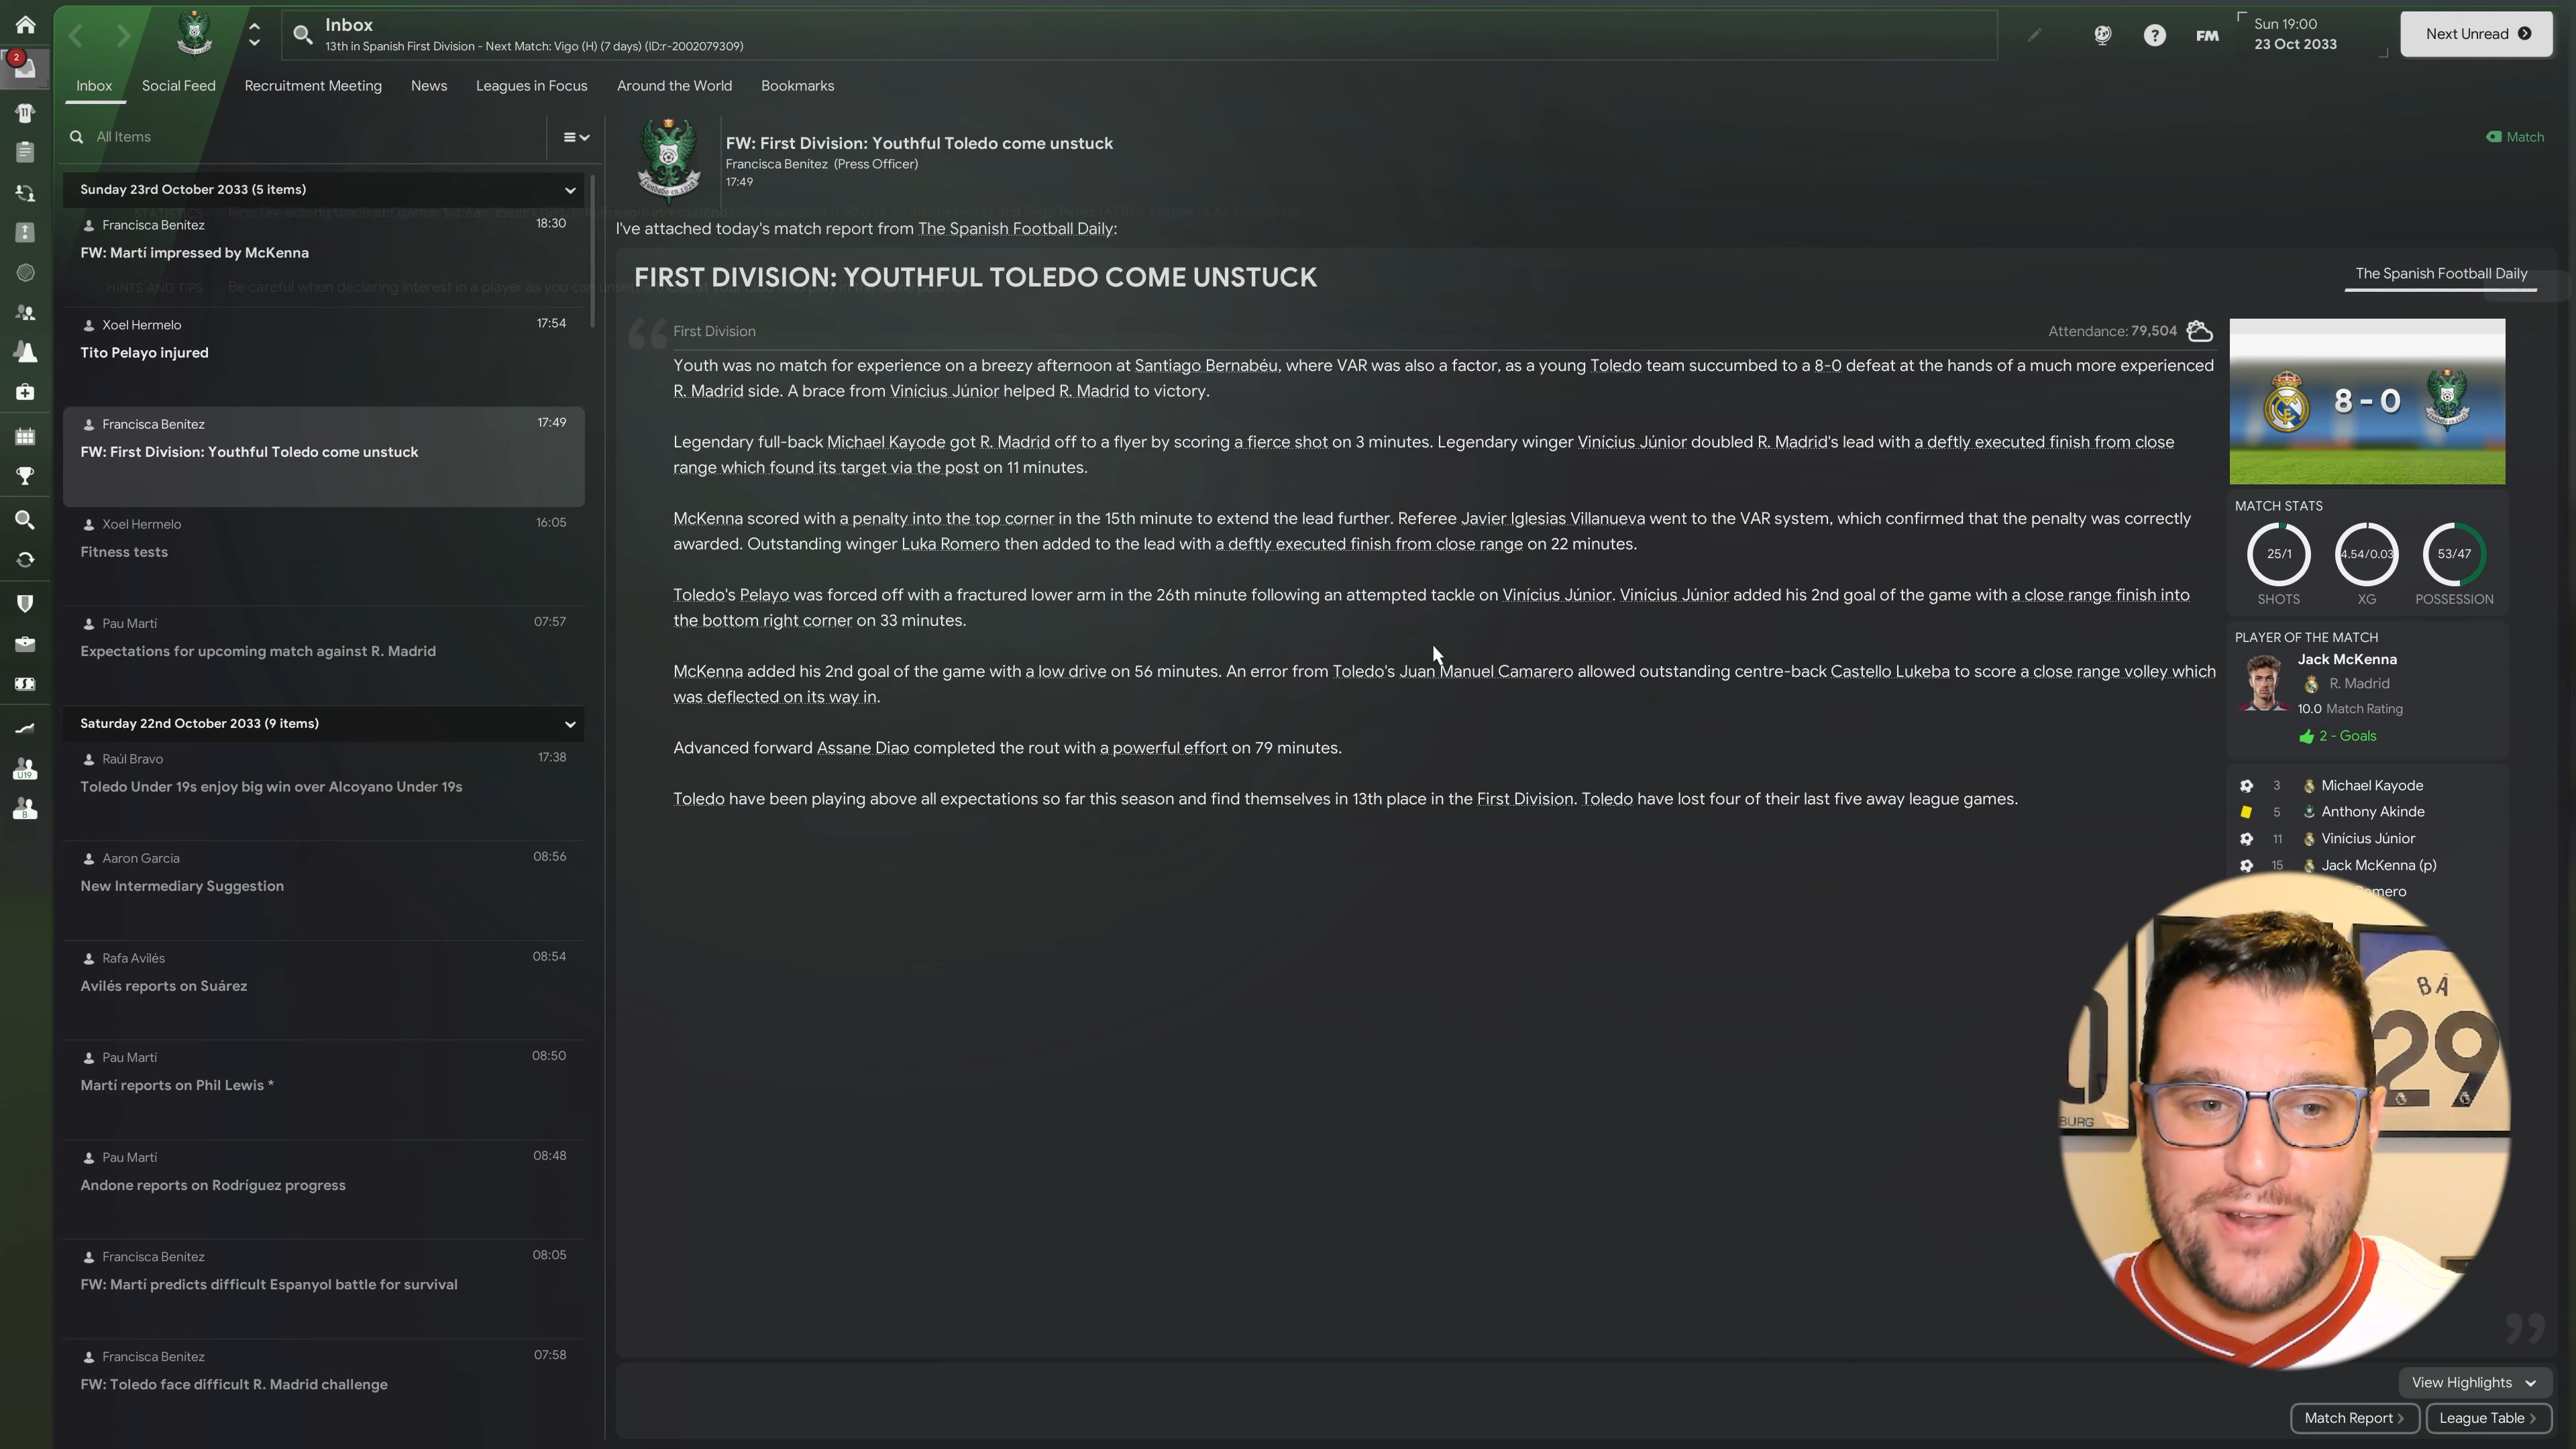 Inbox
13th in Spanish First Division - Next Match: Vigo (H) (7 days) (ID:r-2002079309)
FM
Sun 19:00
23 Oct 2033
Next Unread
2
Inbox
Social Feed
Recruitment Meeting
News
Leagues in Focus
Around the World
Bookmarks
All Items
Sunday 23rd October 2033 (5 items)
Francisca Benítez 18:30
FW: Martí impressed by McKenna
Xoel Hermelo 17:54
Tito Pelayo injured
Francisca Benítez 17:49
FW: First Division: Youthful Toledo come unstuck
Xoel Hermelo 16:05
Fitness tests
Pau Martí 07:57
Expectations for upcoming match against R. Madrid
Saturday 22nd October 2033 (9 items)
Raúl Bravo 17:38
Toledo Under 19s enjoy big win over Alcoyano Under 19s
Aaron Garcia 08:56
New Intermediary Suggestion
Rafa Avilés 08:54
Avilés reports on Suárez
Pau Martí 08:50
Martí reports on Phil Lewis *
Pau Martí 08:48
Andone reports on Rodríguez progress
Francisca Benítez 08:05
FW: Martí predicts difficult Espanyol battle for survival
Francisca Benítez 07:58
FW: Toledo face difficult R. Madrid challenge
U19
B
STATISTICS
HINTS AND TIPS Be careful when declaring interest in a player as you can
FW: First Division: Youthful Toledo come unstuck
Francisca Benítez (Press Officer)
17:49
Match
I've attached today's match report from The Spanish Football Daily:
FIRST DIVISION: YOUTHFUL TOLEDO COME UNSTUCK
The Spanish Football Daily
First Division
Attendance: 79,504
Youth was no match for experience on a breezy afternoon at Santiago Bernabéu, where VAR was also a factor, as a young Toledo team succumbed to a 8-0 defeat at the hands of a much more experienced
R. Madrid side. A brace from Vinícius Júnior helped R. Madrid to victory.
Legendary full-back Michael Kayode got R. Madrid off to a flyer by scoring a fierce shot on 3 minutes. Legendary winger Vinícius Júnior doubled R. Madrid's lead with a deftly executed finish from close
range which found its target via the post on 11 minutes.
McKenna scored with a penalty into the top corner in the 15th minute to extend the lead further. Referee Javier Iglesias Villanueva went to the VAR system, which confirmed that the penalty was correctly
awarded. Outstanding winger Luka Romero then added to the lead with a deftly executed finish from close range on 22 minutes.
Toledo's Pelayo was forced off with a fractured lower arm in the 26th minute following an attempted tackle on Vinícius Júnior. Vinícius Júnior added his 2nd goal of the game with a close range finish into
the bottom right corner on 33 minutes.
McKenna added his 2nd goal of the game with a low drive on 56 minutes. An error from Toledo's Juan Manuel Camarero allowed outstanding centre-back Castello Lukeba to score a close range volley which
was deflected on its way in.
Advanced forward Assane Diao completed the rout with a powerful effort on 79 minutes.
Toledo have been playing above all expectations so far this season and find themselves in 13th place in the First Division. Toledo have lost four of their last five away league games.
8 - 0
MATCH STATS
25/1
4.54/0.03
53/47
SHOTS
XG
POSSESSION
PLAYER OF THE MATCH
Jack McKenna
R. Madrid
10.0 Match Rating
2 - Goals
3 Michael Kayode
5 Anthony Akinde
11 Vinícius Júnior
15 Jack McKenna (p)
Romero
BÁ
29
BURG
View Highlights
Match Report
League Table